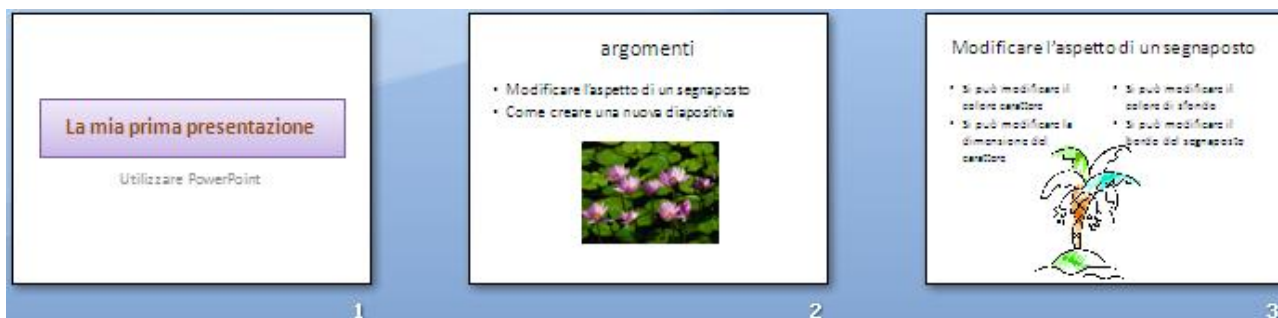 La mia prima presentazione
Utilizzare PowerPoint
1
argomenti
• Modificare l'aspetto di un segnaposto
• Come creare una nuova diapositiva
2
Modificare l'aspetto di un segnaposto
• Si può modificare il
colore carattere
• Si può modificare la
dimensione del
carattere
• Si può modificare il
colore di sfondo
• Si può modificare il
bordo del segnaposto
3